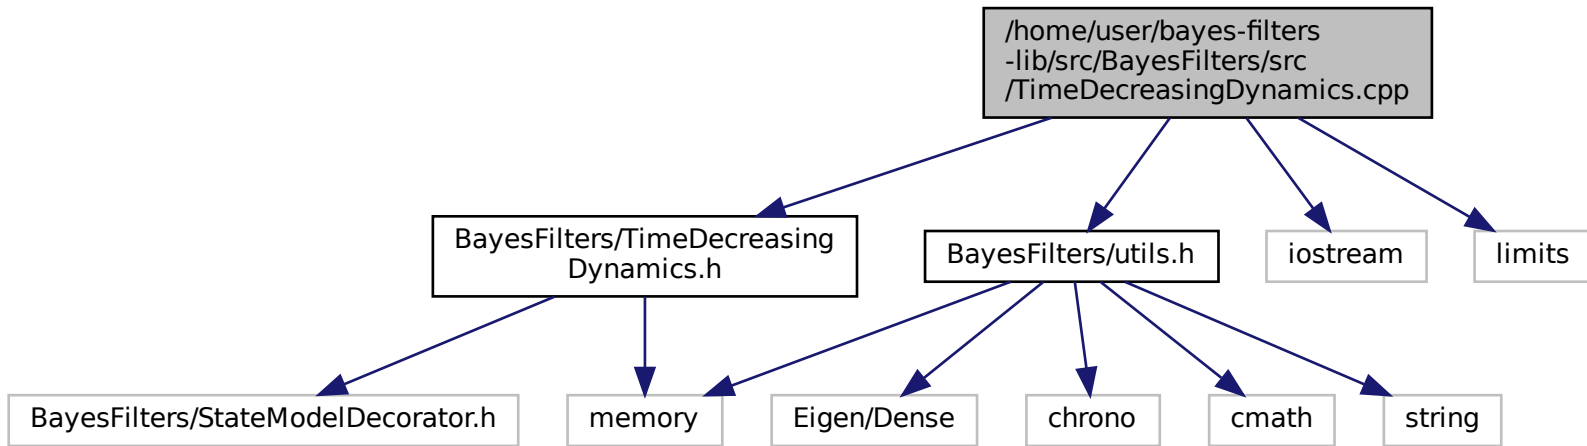 /home/user/bayes-filters
-lib/src/BayesFilters/src
/TimeDecreasingDynamics.cpp
BayesFilters/TimeDecreasing
Dynamics.h
BayesFilters/utils.h
iostream
limits
BayesFilters/StateModelDecorator.h
memory
Eigen/Dense
chrono
cmath
string